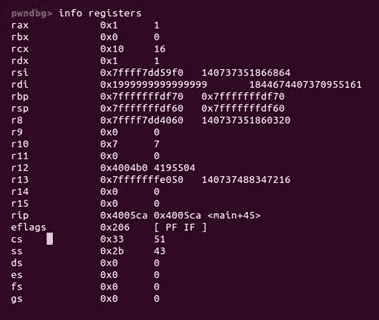 pwndbg> info registers
rax 0x1 1
rbx 0x0 0
rcx 0x10 16
rdx 0x1 1
rsi 0x7ffff7dd59f0 140737351866864
rdi 0x1999999999999999 1844674407370955161
rbp 0x7fffffffdf70 0x7fffffffdf70
rsp 0x7fffffffdf60 0x7fffffffdf60
r8 0x7ffff7dd4060 140737351860320
r9 0x0 0
r10 0x7 7
r11 0x0 0
r12 0x4004b0 4195504
r13 0x7fffffffe050 140737488347216
r14 0x0 0
r15 0x0 0
rip 0x4005ca 0x4005ca <main+45>
eflags 0x206 [ PF IF ]
cs 0x33 51
ss 0x2b 43
ds 0x0 0
es 0x0 0
fs 0x0 0
gs 0x0 0